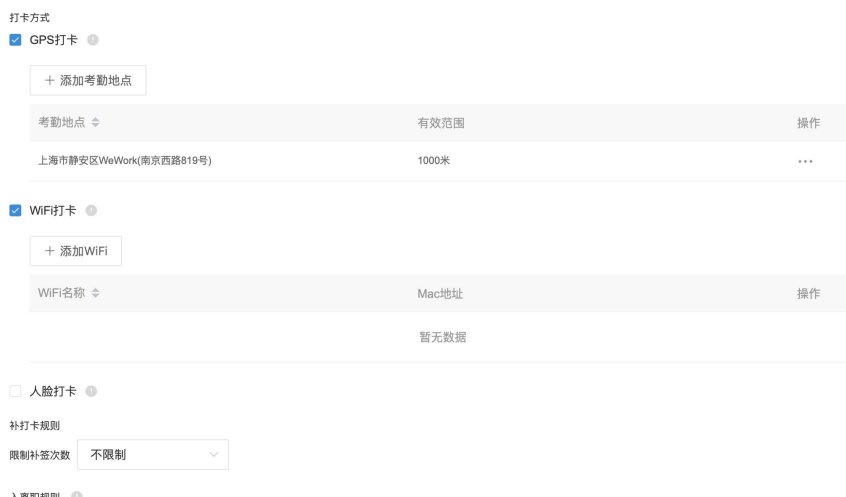 打卡方式
GPS打卡
+ 添加考勤地点
考勤地点 有效范围 操作
上海市静安区WeWork(南京西路819号) 1000米 ...
WiFi打卡
+ 添加WiFi
WiFi名称 Mac地址 操作
暂无数据
人脸打卡
补打卡规则
限制补签次数 不限制
入离职规则